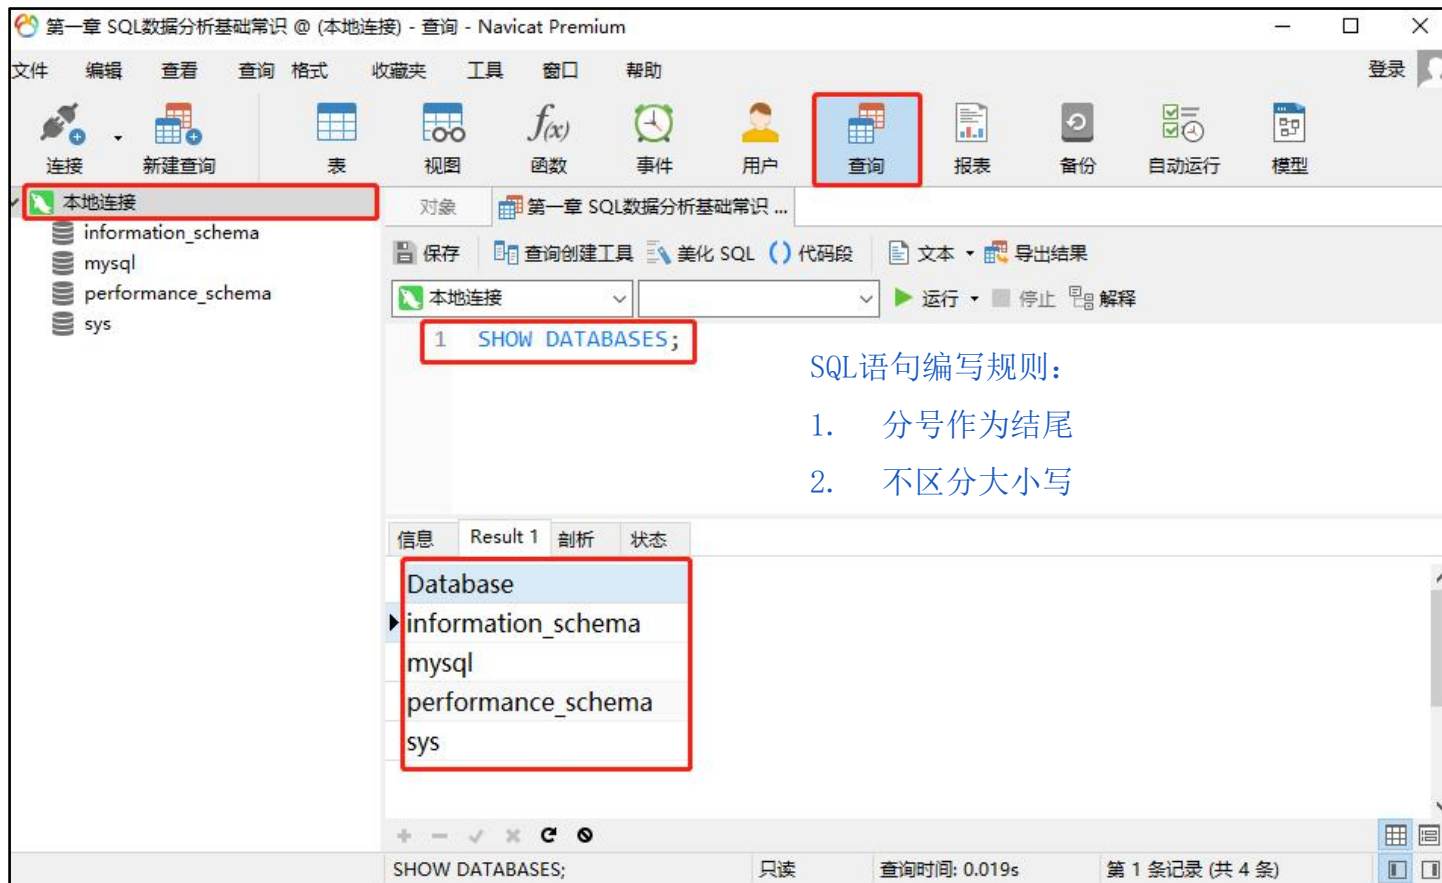 第一章 SQL数据分析基础常识 @ (本地连接) - 查询 - Navicat Premium
文件 编辑 查看 查询 格式 收藏夹 工具 窗口 帮助 登录
连接 新建查询 表 视图 f(x) 函数 事件 用户 查询 报表 备份 自动运行 模型
本地连接
information_schema
mysql
performance_schema
sys
对象 第一章 SQL数据分析基础常识 ...
保存 查询创建工具 美化 SQL () 代码段 文本 导出结果
本地连接 运行 停止 解释
1 SHOW DATABASES;
SQL语句编写规则：
1. 分号作为结尾
2. 不区分大小写
信息 Result 1 剖析 状态
Database
information_schema
mysql
performance_schema
sys
SHOW DATABASES; 只读 查询时间: 0.019s 第 1 条记录 (共 4 条)